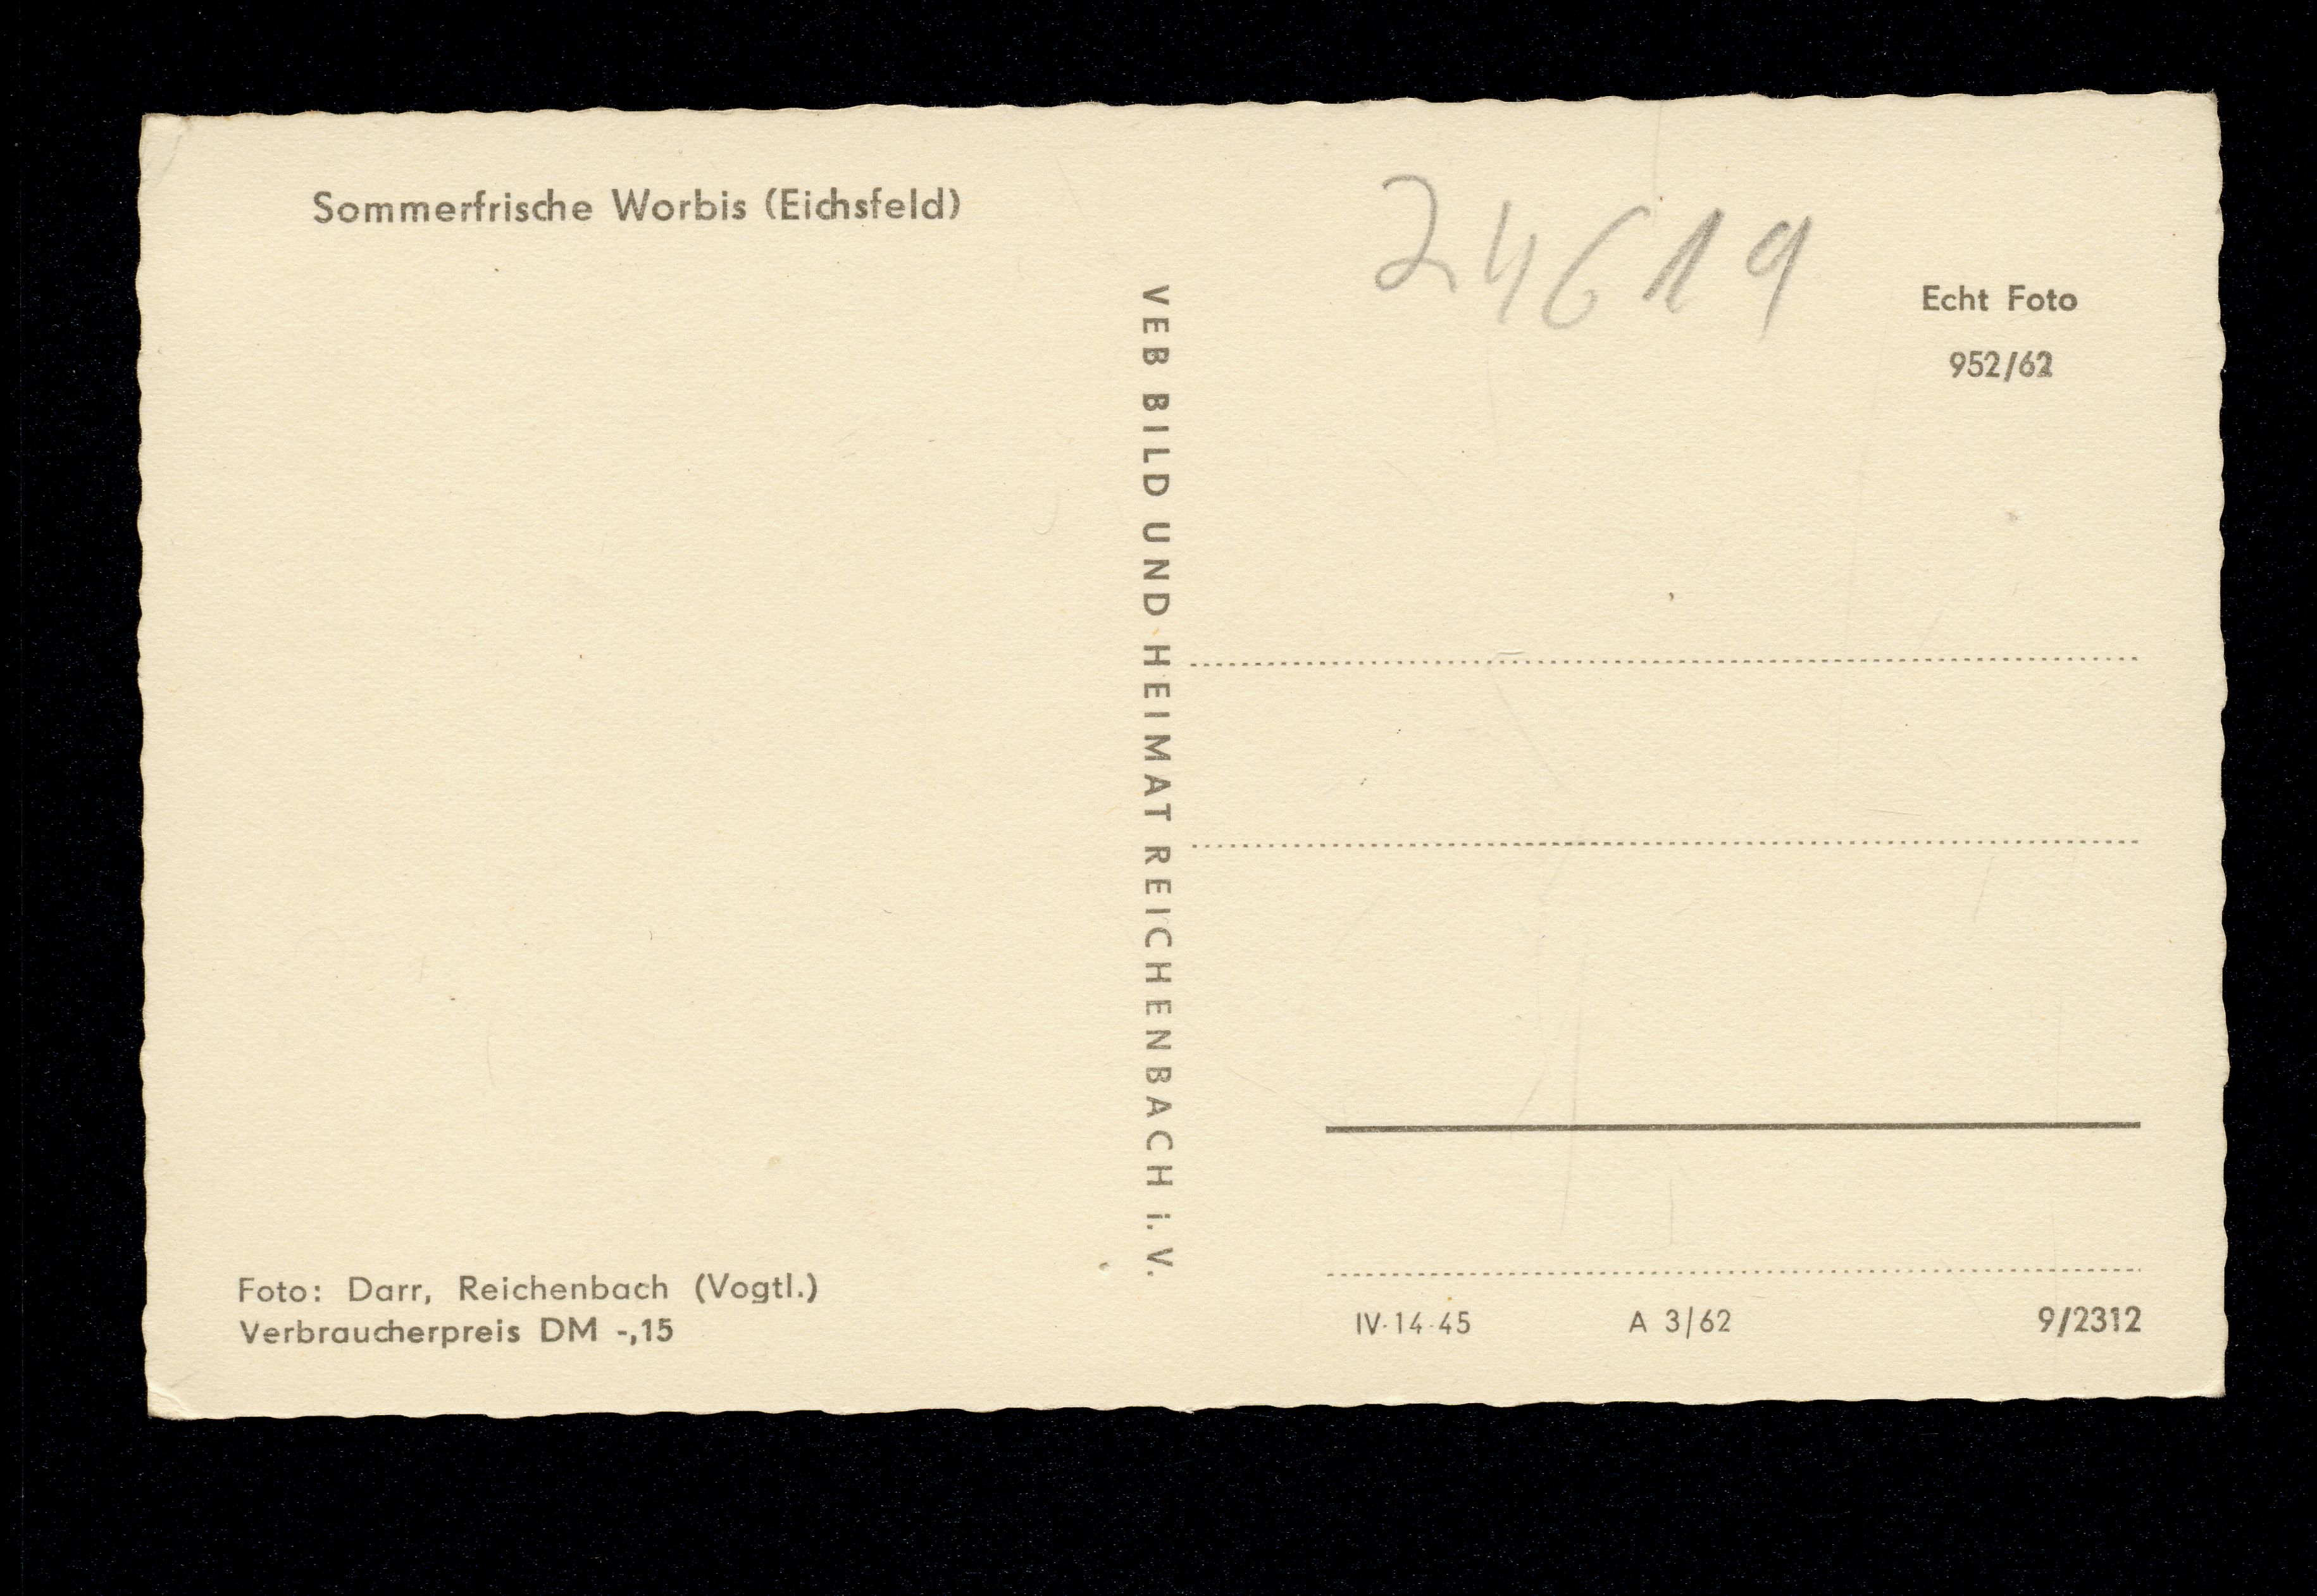 Sommerfrische Worbis (Eichsfeld)
24619
Echt Foto
952/62
VEB BILD UND HEIMAT REICHENBACH i. V.
Foto: Darr, Reichenbach (Vogtl.)
Verbraucherpreis DM -,15
IV-14-45 A 3/62 9/2312